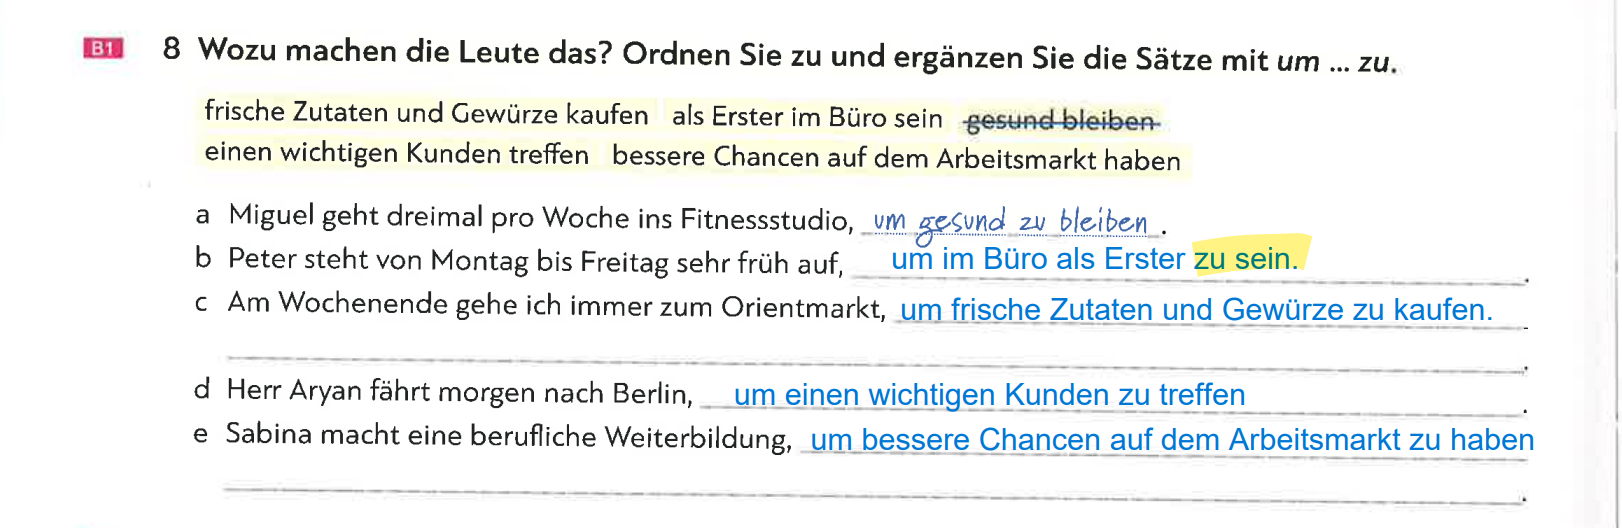 B1 8 Wozu machen die Leute das? Ordnen Sie zu und ergänzen Sie die Sätze mit um ... zu.
frische Zutaten und Gewürze kaufen als Erster im Büro sein gesund bleiben
einen wichtigen Kunden treffen bessere Chancen auf dem Arbeitsmarkt haben
a Miguel geht dreimal pro Woche ins Fitnessstudio, um gesund zu bleiben.
b Peter steht von Montag bis Freitag sehr früh auf, um im Büro als Erster zu sein. .
c Am Wochenende gehe ich immer zum Orientmarkt, um frische Zutaten und Gewürze zu kaufen.
.
d Herr Aryan fährt morgen nach Berlin, um einen wichtigen Kunden zu treffen .
e Sabina macht eine berufliche Weiterbildung, um bessere Chancen auf dem Arbeitsmarkt zu haben
.